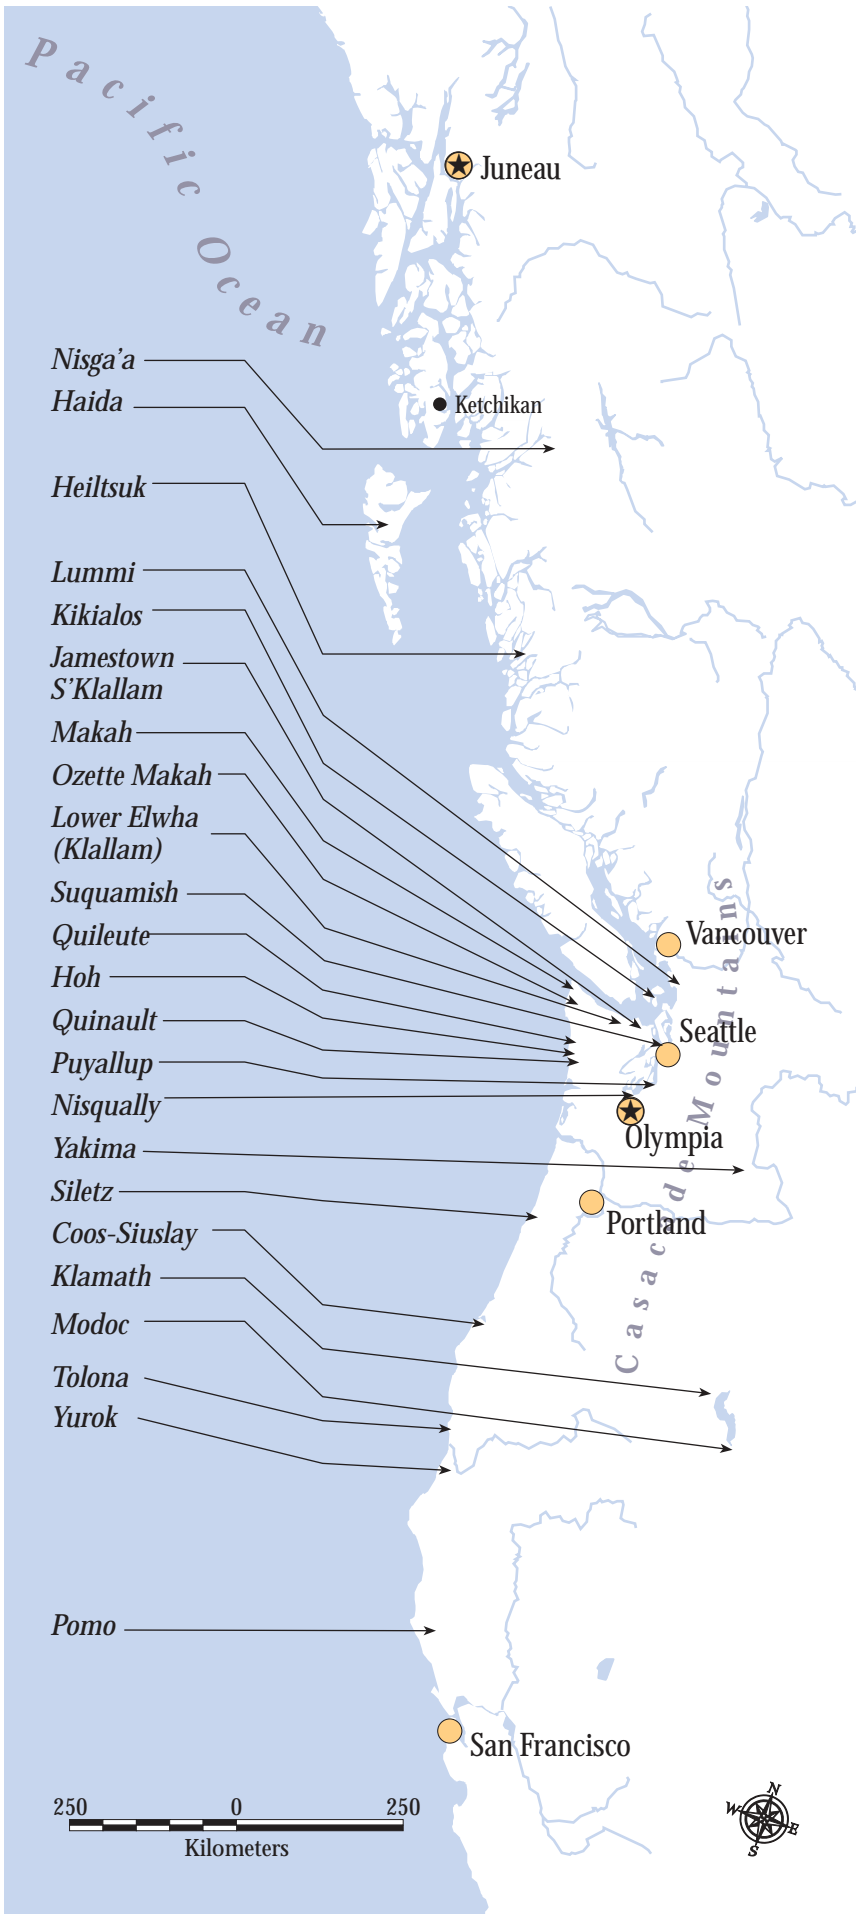 Pacific Ocean
Juneau
Nisga'a
Haida
Ketchikan
Heiltsuk
Lummi
Kikialos
Jamestown
S'Klallam
Makah
Ozette Makah
Lower Elwha
(Klallam)
Suquamish
Quileute
Vancouver
Hoh
Quinault
Seattle
Puyallup
Nisqually
Olympia
Yakima
Siletz
Portland
Coos-Siuslay
Casacade Mountains
Klamath
Modoc
Tolona
Yurok
Pomo
San Francisco
250 0 250
Kilometers
N
W
E
S